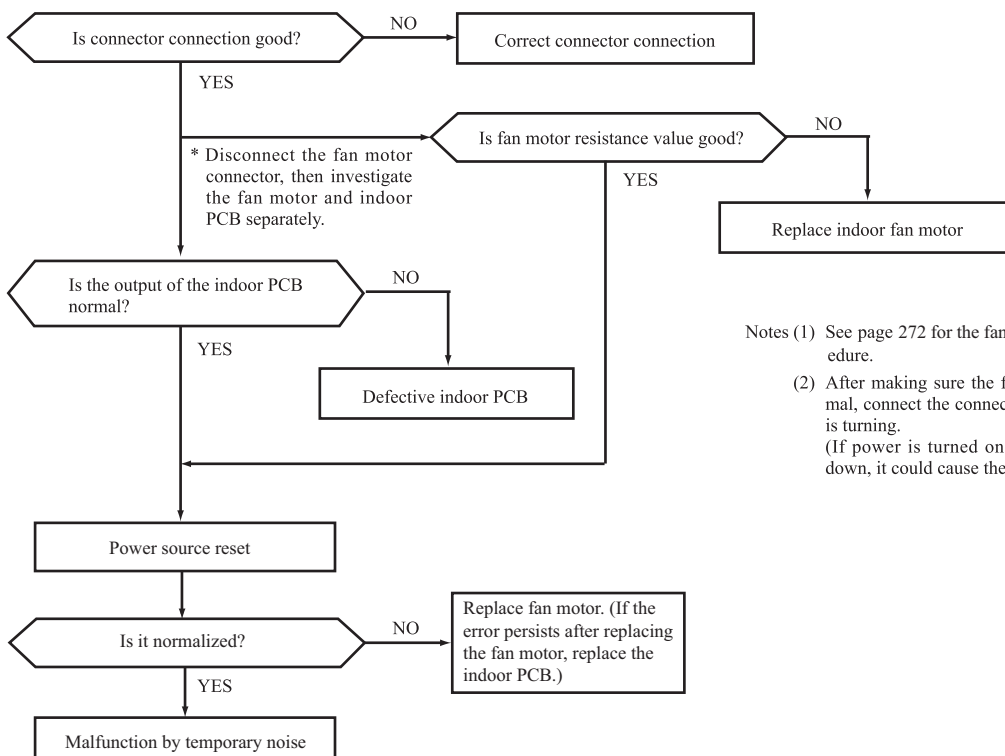 Is connector connection good?
NO
Correct connector connection
YES
* Disconnect the fan motor
connector, then investigate
the fan motor and indoor
PCB separately.
Is fan motor resistance value good?
NO
YES
Replace indoor fan motor
Is the output of the indoor PCB
normal?
NO
YES
Defective indoor PCB
Notes (1) See page 272 for the fan
edure.
(2) After making sure the
mal, connect the
is turning.
(If power is turned on
down, it could cause the
Power source reset
Is it normalized?
NO
Replace fan motor. (If the
error persists after replacing
the fan motor, replace the
indoor PCB.)
YES
Malfunction by temporary noise